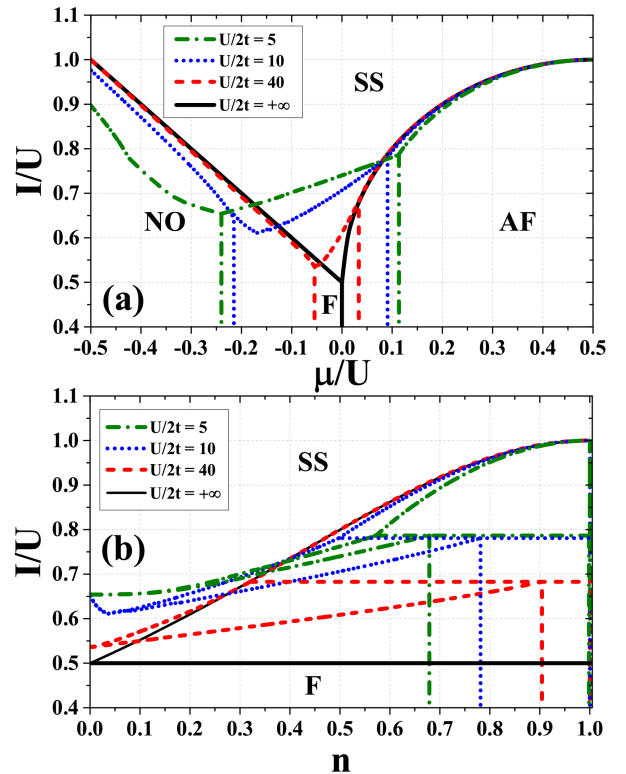 U/2t = 5
U/2t = 10
U/2t = 40
U/2t = +∞
1.1
1.0
0.9
0.8
0.7
0.6
0.5
0.4
I/U
SS
NO
AF
F
(a)
-0.5 -0.4 -0.3 -0.2 -0.1 0.0 0.1 0.2 0.3 0.4 0.5
μ/U
U/2t = 5
U/2t = 10
U/2t = 40
U/2t = +∞
1.1
1.0
0.9
0.8
0.7
0.6
0.5
0.4
I/U
SS
(b)
F
0.0 0.1 0.2 0.3 0.4 0.5 0.6 0.7 0.8 0.9 1.0
n